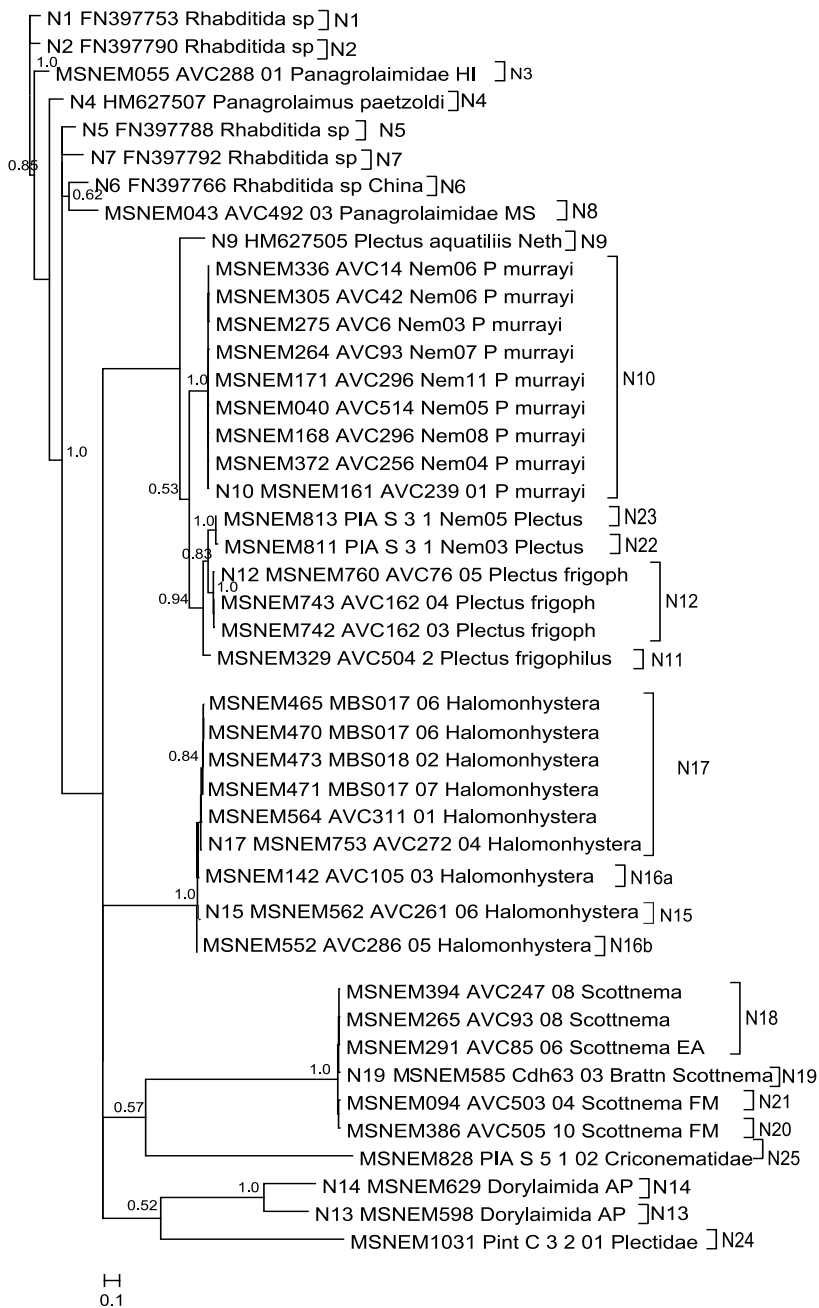 N1 FN397753 Rhabditida sp N1
N2 FN397790 Rhabditida sp N2
1.0
MSNEM055 AVC288 01 Panagrolaimidae HI N3
N4 HM627507 Panagrolaimus paetzoldi N4
N5 FN397788 Rhabditida sp N5
N7 FN397792 Rhabditida sp N7
0.85
N6 FN397766 Rhabditida sp China N6
0.62
MSNEM043 AVC492 03 Panagrolaimidae MS N8
N9 HM627505 Plectus aquatiliis Neth N9
MSNEM336 AVC14 Nem06 P murrayi
MSNEM305 AVC42 Nem06 P murrayi
MSNEM275 AVC6 Nem03 P murrayi
MSNEM264 AVC93 Nem07 P murrayi
1.0
MSNEM171 AVC296 Nem11 P murrayi
N10
MSNEM040 AVC514 Nem05 P murrayi
MSNEM168 AVC296 Nem08 P murrayi
1.0
MSNEM372 AVC256 Nem04 P murrayi
0.53
N10 MSNEM161 AVC239 01 P murrayi
1.0
MSNEM813 PIA S 3 1 Nem05 Plectus N23
MSNEM811 PIA S 3 1 Nem03 Plectus N22
0.83
N12 MSNEM760 AVC76 05 Plectus frigoph
1.0
0.94
MSNEM743 AVC162 04 Plectus frigoph
N12
MSNEM742 AVC162 03 Plectus frigoph
MSNEM329 AVC504 2 Plectus frigophilus N11
MSNEM465 MBS017 06 Halomonhystera
MSNEM470 MBS017 06 Halomonhystera
0.84
MSNEM473 MBS018 02 Halomonhystera
N17
MSNEM471 MBS017 07 Halomonhystera
MSNEM564 AVC311 01 Halomonhystera
N17 MSNEM753 AVC272 04 Halomonhystera
MSNEM142 AVC105 03 Halomonhystera N16a
1.0
N15 MSNEM562 AVC261 06 Halomonhystera N15
MSNEM552 AVC286 05 Halomonhystera N16b
MSNEM394 AVC247 08 Scottnema
MSNEM265 AVC93 08 Scottnema
N18
MSNEM291 AVC85 06 Scottnema EA
1.0
N19 MSNEM585 Cdh63 03 Brattn Scottnema N19
MSNEM094 AVC503 04 Scottnema FM N21
0.57
MSNEM386 AVC505 10 Scottnema FM N20
MSNEM828 PIA S 5 1 02 Criconematidae N25
1.0
N14 MSNEM629 Dorylaimida AP N14
0.52
N13 MSNEM598 Dorylaimida AP N13
MSNEM1031 Pint C 3 2 01 Plectidae N24
0.1